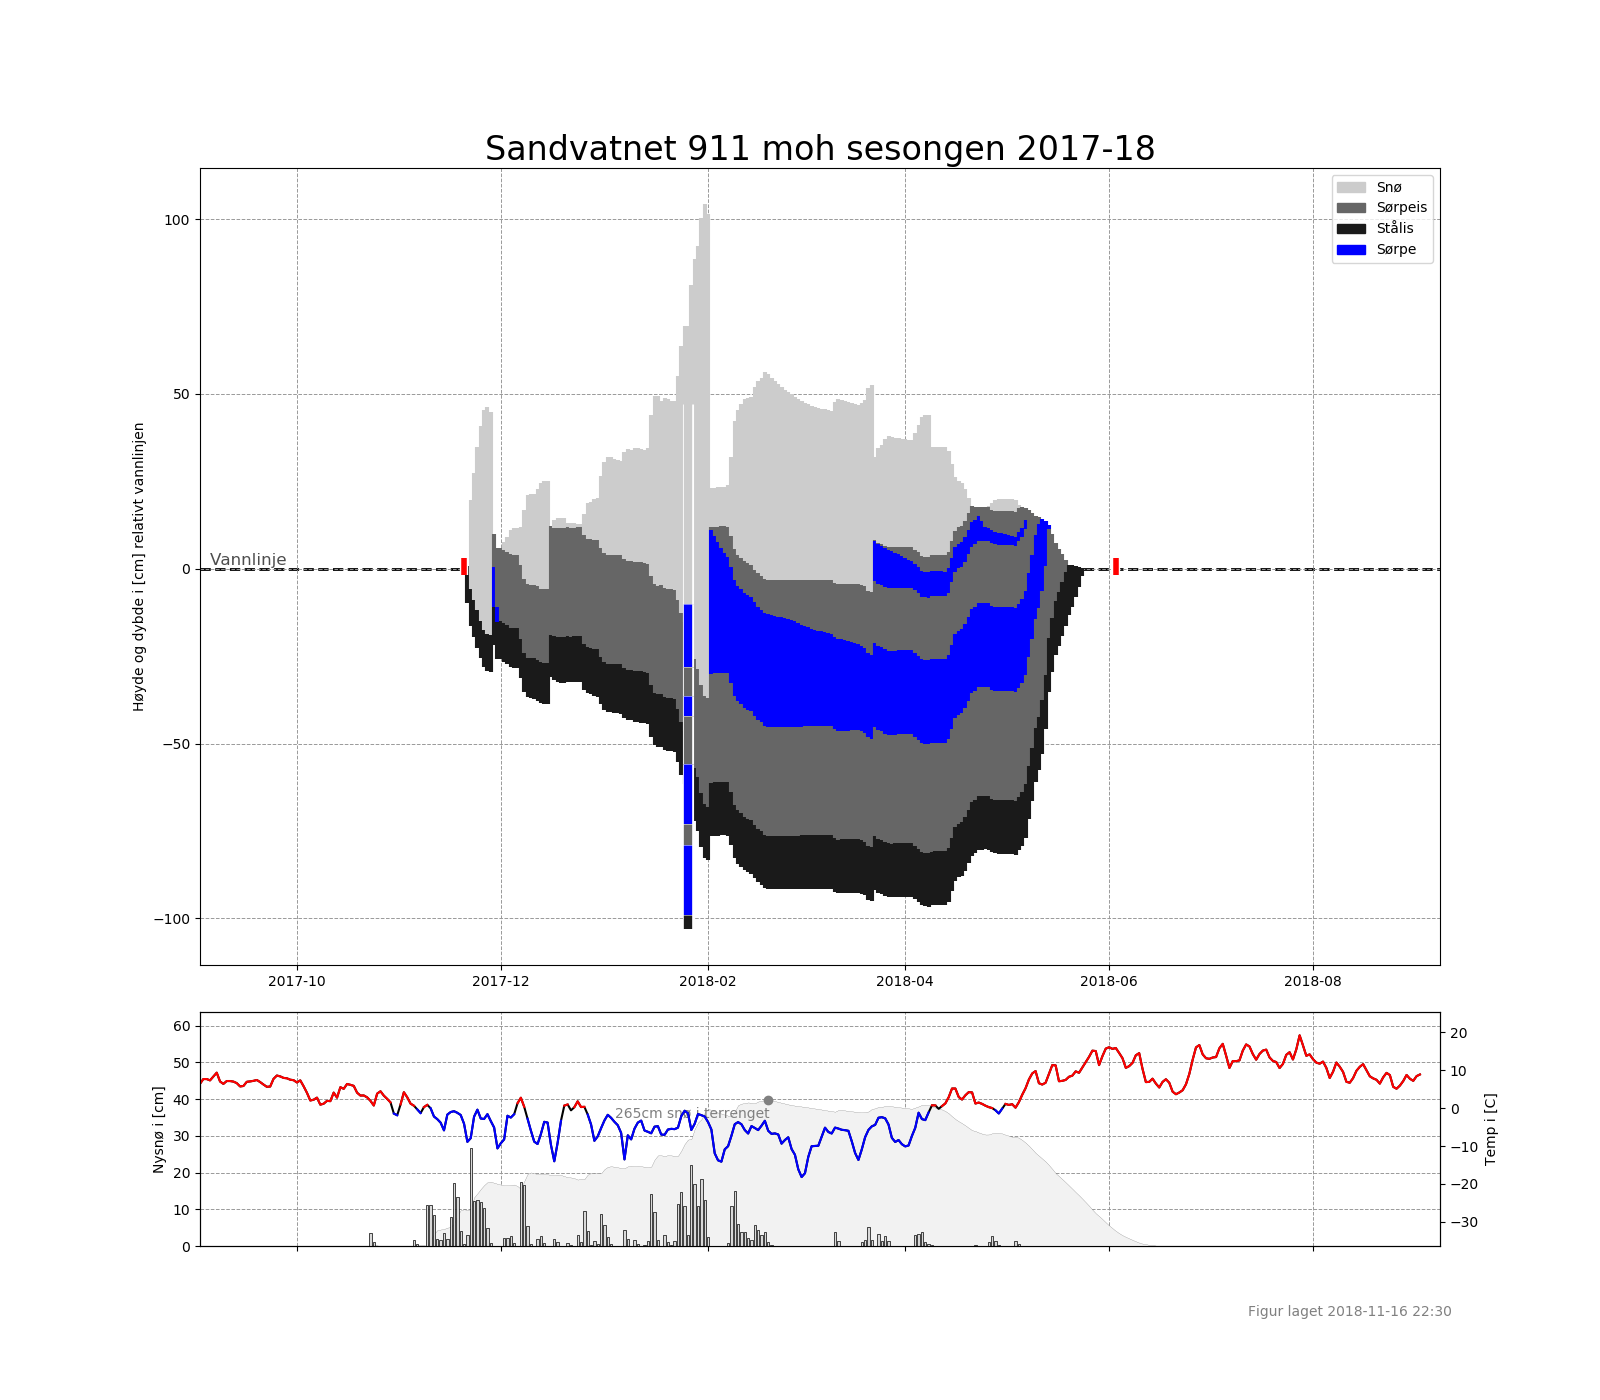 Sandvatnet 911 moh sesongen 2017-18
Snø
Sørpeis
Stålis
Sørpe
Høyde og dybde i [cm] relativt vannlinjen
100
50
0
−50
−100
Vannlinje
2017-10
2017-12
2018-02
2018-04
2018-06
2018-08
Nysnø i [cm]
60
50
40
30
20
10
0
265cm snø i terrenget
20
10
0
−10
−20
−30
Temp i [C]
Figur laget 2018-11-16 22:30